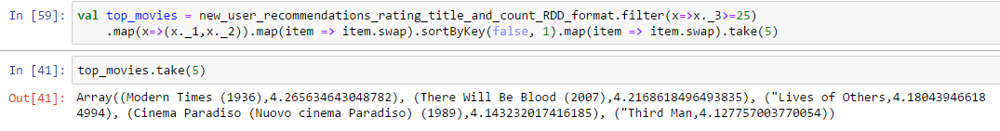 In [59]: val top_movies = new_user_recommendations_rating_title_and_count_RDD_format.filter(x=>x._3>=25)
.map(x=>(x._1,x._2)).map(item => item.swap).sortByKey(false, 1).map(item => item.swap).take(5)
In [41]: top_movies.take(5)
Out[41]: Array((Modern Times (1936),4.265634643048782), (There Will Be Blood (2007),4.2168618496493835), ("Lives of Others,4.18043946618
4994), (Cinema Paradiso (Nuovo cinema Paradiso) (1989),4.143232017416185), ("Third Man,4.127757003770054))